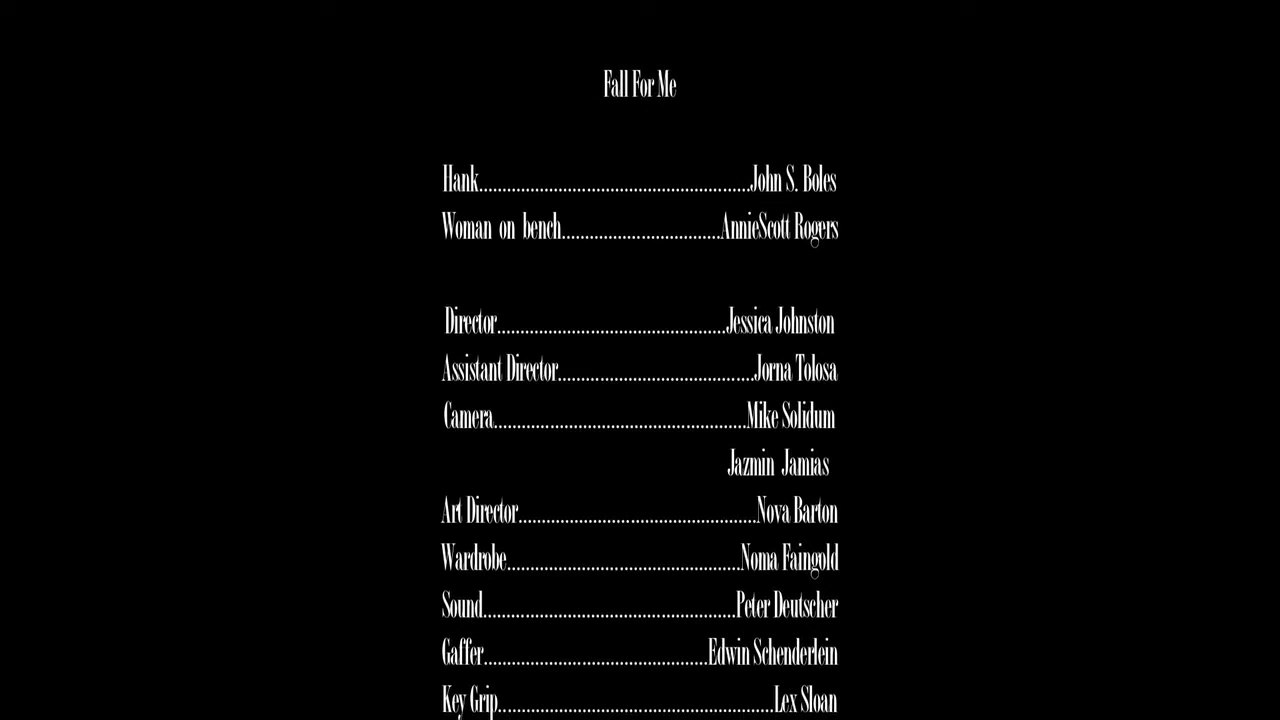 Fall For Me
Hank......................................................John S. Boles
Woman on bench................................AnnieScott Rogers
Director..............................................Jessica Johnston
Assistant Director.......................................Jorna Tolosa
Camera...................................................Mike Solidum
Jazmin Jamias
Art Director................................................Nova Barton
Wardrobe...............................................Noma Faingold
Sound...................................................Peter Deutscher
Gaffer.............................................Edwin Schenderlein
Key Grip.......................................................Lex Sloan